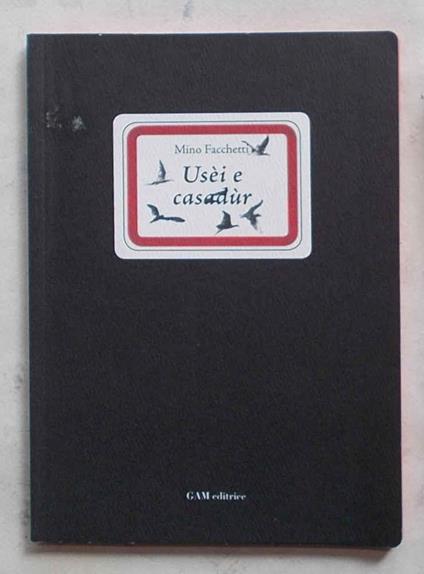 Mino Facchetti
Usèi e
casadùr
GAM editrice